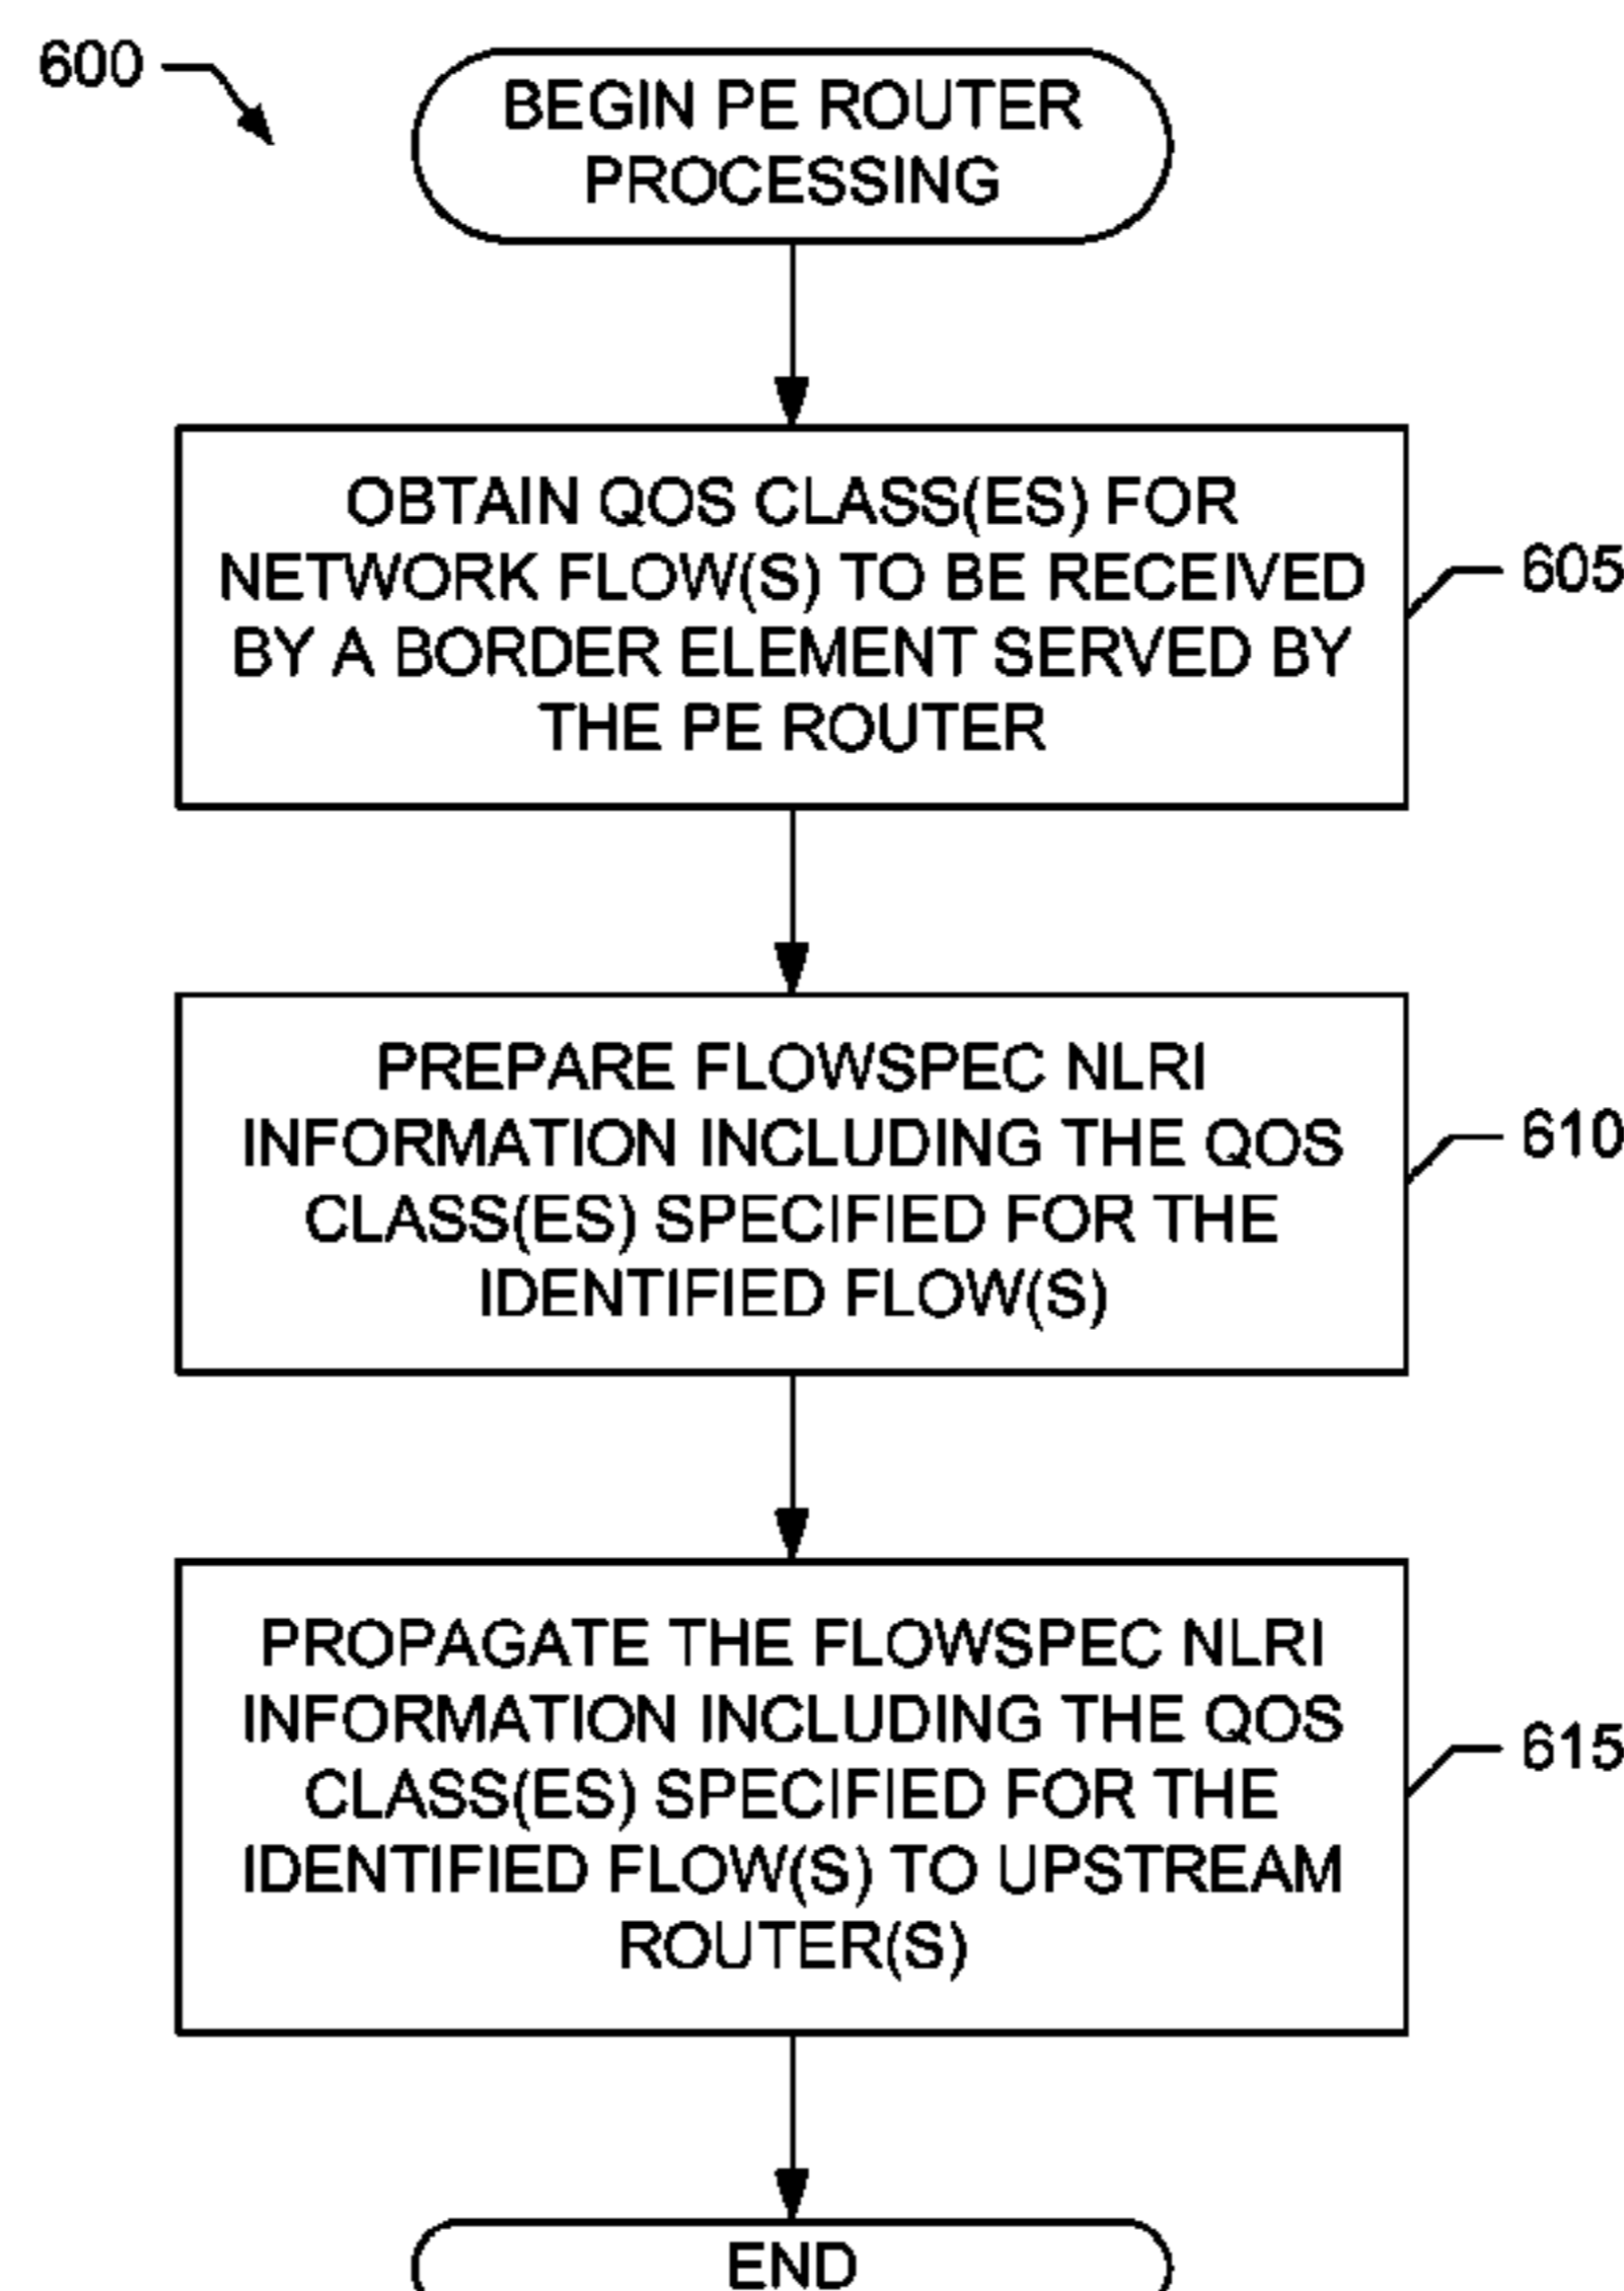 600
BEGIN PE ROUTER
PROCESSING
OBTAIN QOS CLASS(ES) FOR
NETWORK FLOW(S) TO BE RECEIVED
BY A BORDER ELEMENT SERVED BY
THE PE ROUTER
605
PREPARE FLOWSPEC NLRI
INFORMATION INCLUDING THE QOS
CLASS(ES) SPECIFIED FOR THE
IDENTIFIED FLOW(S)
610
PROPAGATE THE FLOWSPEC NLRI
INFORMATION INCLUDING THE QOS
CLASS(ES) SPECIFIED FOR THE
IDENTIFIED FLOW(S) TO UPSTREAM
ROUTER(S)
615
END